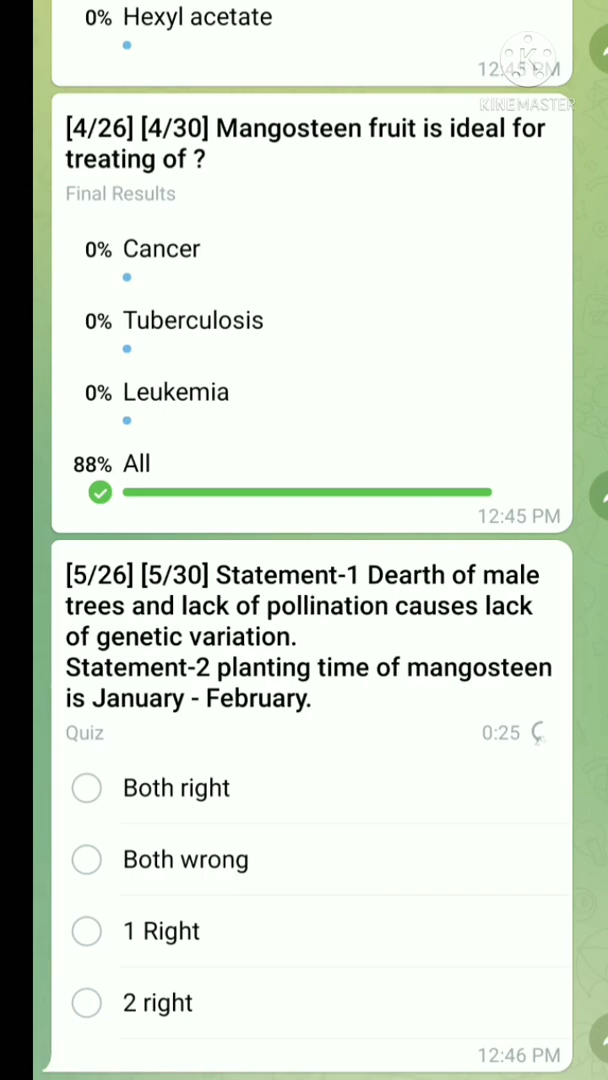 0% Hexyl acetate
12:45 PM
KINEMASTER
[4/26] [4/30] Mangosteen fruit is ideal for
treating of ?
Final Results
0% Cancer
0% Tuberculosis
0% Leukemia
88% All
12:45 PM
[5/26] [5/30] Statement-1 Dearth of male
trees and lack of pollination causes lack
of genetic variation.
Statement-2 planting time of mangosteen
is January - February.
Quiz 0:25
Both right
Both wrong
1 Right
2 right
12:46 PM